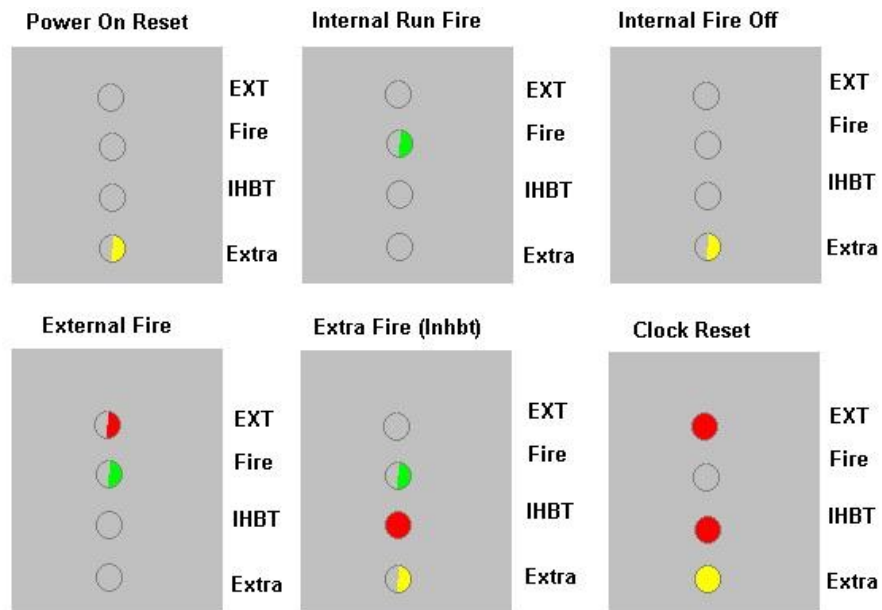 Power On Reset
EXT
Fire
IHBT
Extra
Internal Run Fire
EXT
Fire
IHBT
Extra
Internal Fire Off
EXT
Fire
IHBT
Extra
External Fire
EXT
Fire
IHBT
Extra
Extra Fire (Inhbt)
EXT
Fire
IHBT
Extra
Clock Reset
EXT
Fire
IHBT
Extra